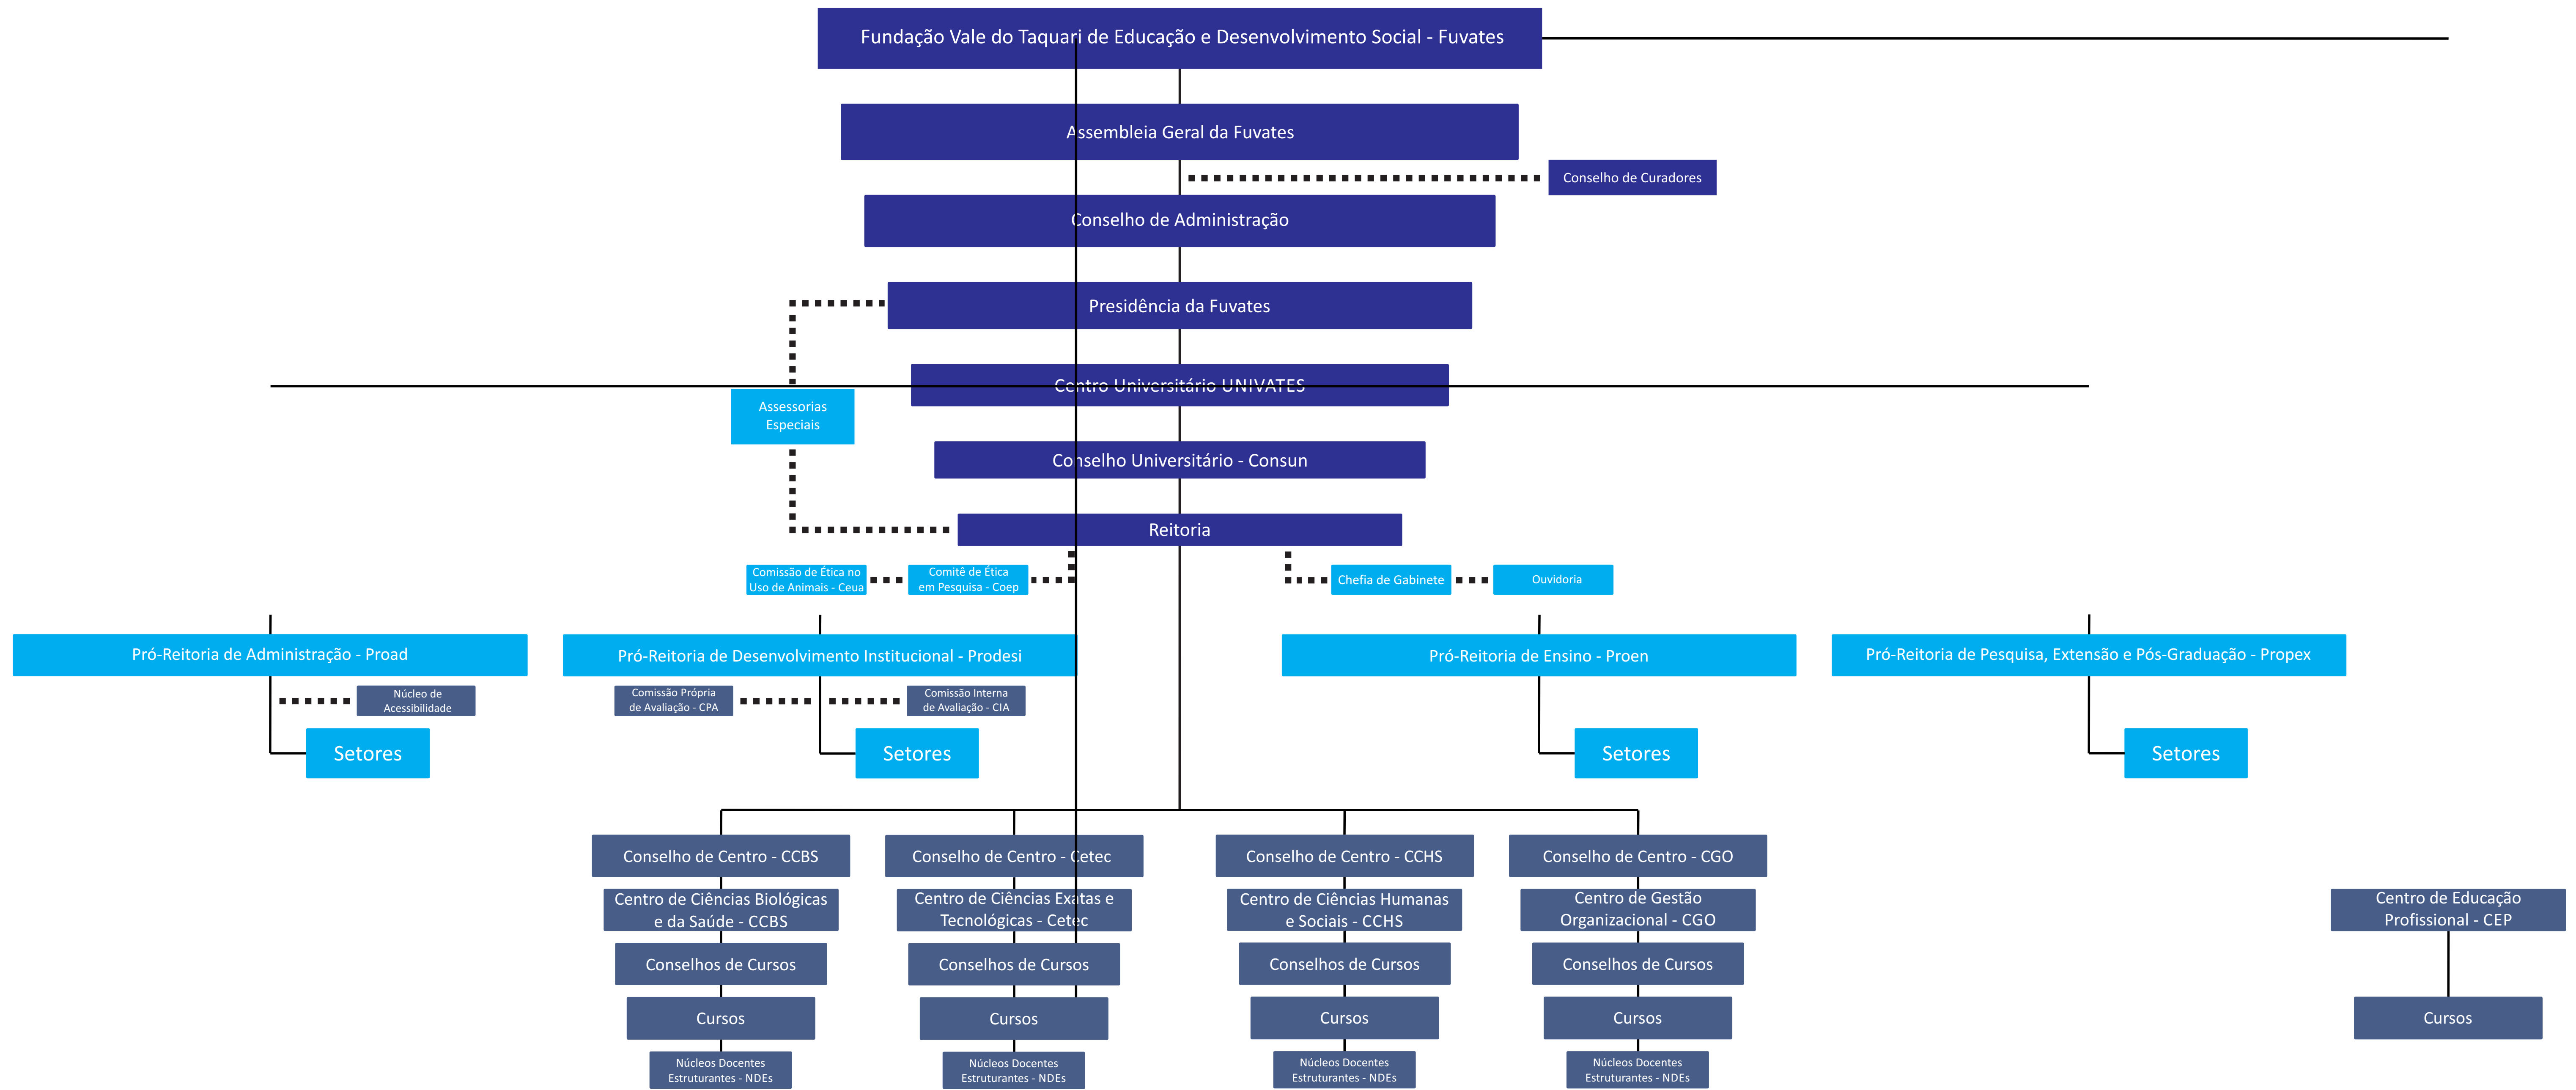 Fundação Vale do Taquari de Educação e Desenvolvimento Social - Fuvates
Assembleia Geral da Fuvates
Conselho de Curadores
Conselho de Administração
Presidência da Fuvates
Centro Universitário UNIVATES
Assessorias
Especiais
Conselho Universitário - Consun
Reitoria
Comissão de Ética no
Uso de Animais - Ceua
Comitê de Ética
em Pesquisa - Coep
Chefia de Gabinete
Ouvidoria
Pró-Reitoria de Administração - Proad
Pró-Reitoria de Desenvolvimento Institucional - Prodesi
Pró-Reitoria de Ensino - Proen
Pró-Reitoria de Pesquisa, Extensão e Pós-Graduação - Propex
Núcleo de
Acessibilidade
Comissão Própria
de Avaliação - CPA
Comissão Interna
de Avaliação - CIA
Setores
Setores
Setores
Setores
Conselho de Centro - CCBS
Conselho de Centro - Cetec
Conselho de Centro - CCHS
Conselho de Centro - CGO
Centro de Ciências Biológicas
e da Saúde - CCBS
Centro de Ciências Exatas e
Tecnológicas - Cetec
Centro de Ciências Humanas
e Sociais - CCHS
Centro de Gestão
Organizacional - CGO
Centro de Educação
Profissional - CEP
Conselhos de Cursos
Conselhos de Cursos
Conselhos de Cursos
Conselhos de Cursos
Cursos
Cursos
Cursos
Cursos
Cursos
Núcleos Docentes
Estruturantes - NDEs
Núcleos Docentes
Estruturantes - NDEs
Núcleos Docentes
Estruturantes - NDEs
Núcleos Docentes
Estruturantes - NDEs